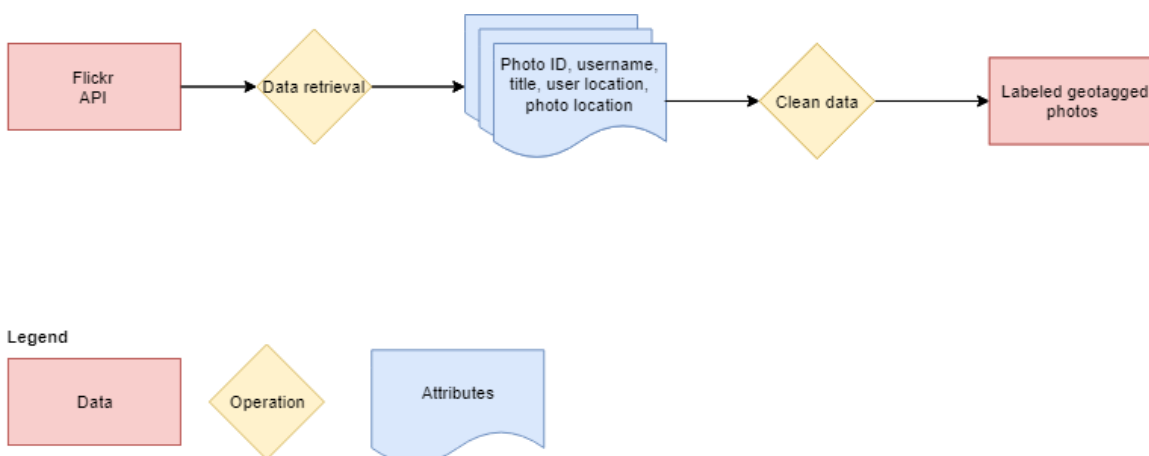 Flickr
API
Data retrieval
Photo ID, username,
title, user location,
photo location
Clean data
Labeled geotagged
photos
Legend
Data
Operation
Attributes